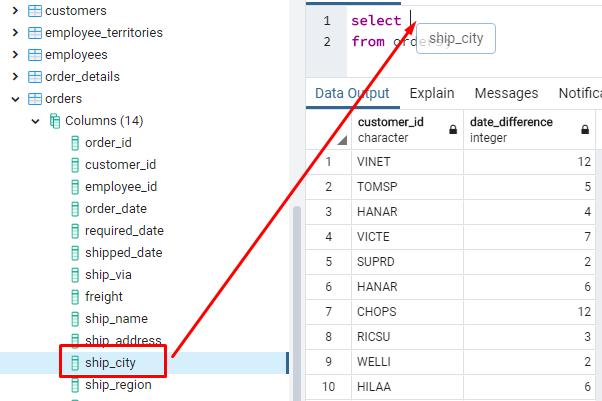 customers
employee_territories
employees
order_details
orders
Columns (14)
order_id
customer_id
employee_id
order_date
required_date
shipped_date
ship_via
freight
ship_name
ship_address
ship_city
ship_region
1 select
2 from orders;
ship_city
Data Output Explain Messages Notifica
customer_id date_difference
character integer
1 VINET 12
2 TOMSP 5
3 HANAR 4
4 VICTE 7
5 SUPRD 2
6 HANAR 6
7 CHOPS 12
8 RICSU 3
9 WELLI 2
10 HILAA 6